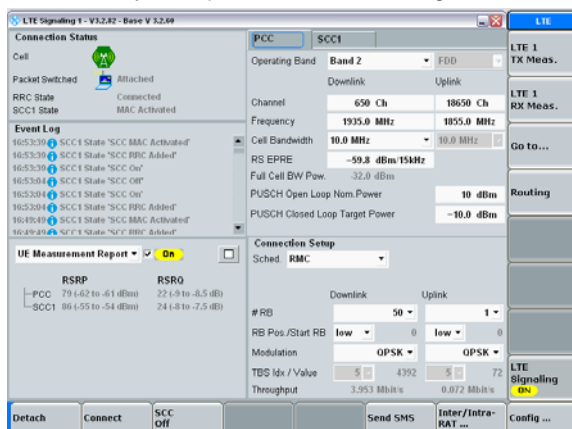 LTE Signaling 1 - V3.2.82 - Base V 3.2.60
LTE
Connection Status
Cell
Packet Switched Attached
RRC State Connected
SCC1 State MAC Activated
Event Log
16:53:39 SCC1 State 'SCC MAC Activated'
16:53:39 SCC1 State 'SCC RRC Added'
16:53:39 SCC1 State 'SCC On'
16:53:04 SCC1 State 'SCC Off'
16:53:04 SCC1 State 'SCC On'
16:53:04 SCC1 State 'SCC RRC Added'
16:49:49 SCC1 State 'SCC MAC Activated'
16:49:49 SCC1 State 'SCC RRC Added'
UE Measurement Report On
RSRP RSRQ
PCC 79 (-62 to -61 dBm) 22 (-9 to -8.5 dB)
SCC1 86 (-55 to -54 dBm) 24 (-8 to -7.5 dB)
PCC SCC1
Operating Band Band 2 FDD
Downlink Uplink
Channel 650 Ch 18650 Ch
Frequency 1935.0 MHz 1855.0 MHz
Cell Bandwidth 10.0 MHz 10.0 MHz
RS EPRE -59.8 dBm/15kHz
Full Cell BW Pow. -32.0 dBm
PUSCH Open Loop Nom.Power 10 dBm
PUSCH Closed Loop Target Power -10.0 dBm
Connection Setup
Sched. RMC
Downlink Uplink
# RB 50 1
RB Pos./Start RB low 0 low 0
Modulation QPSK QPSK
TBS Idx / Value 5 4392 5 72
Throughput 3.953 Mbit/s 0.072 Mbit/s
LTE 1
TX Meas.
LTE 1
RX Meas.
Go to...
Routing
LTE
Signaling
ON
Detach
Connect
SCC
Off
Send SMS
Inter/Intra-
RAT ...
Config ...